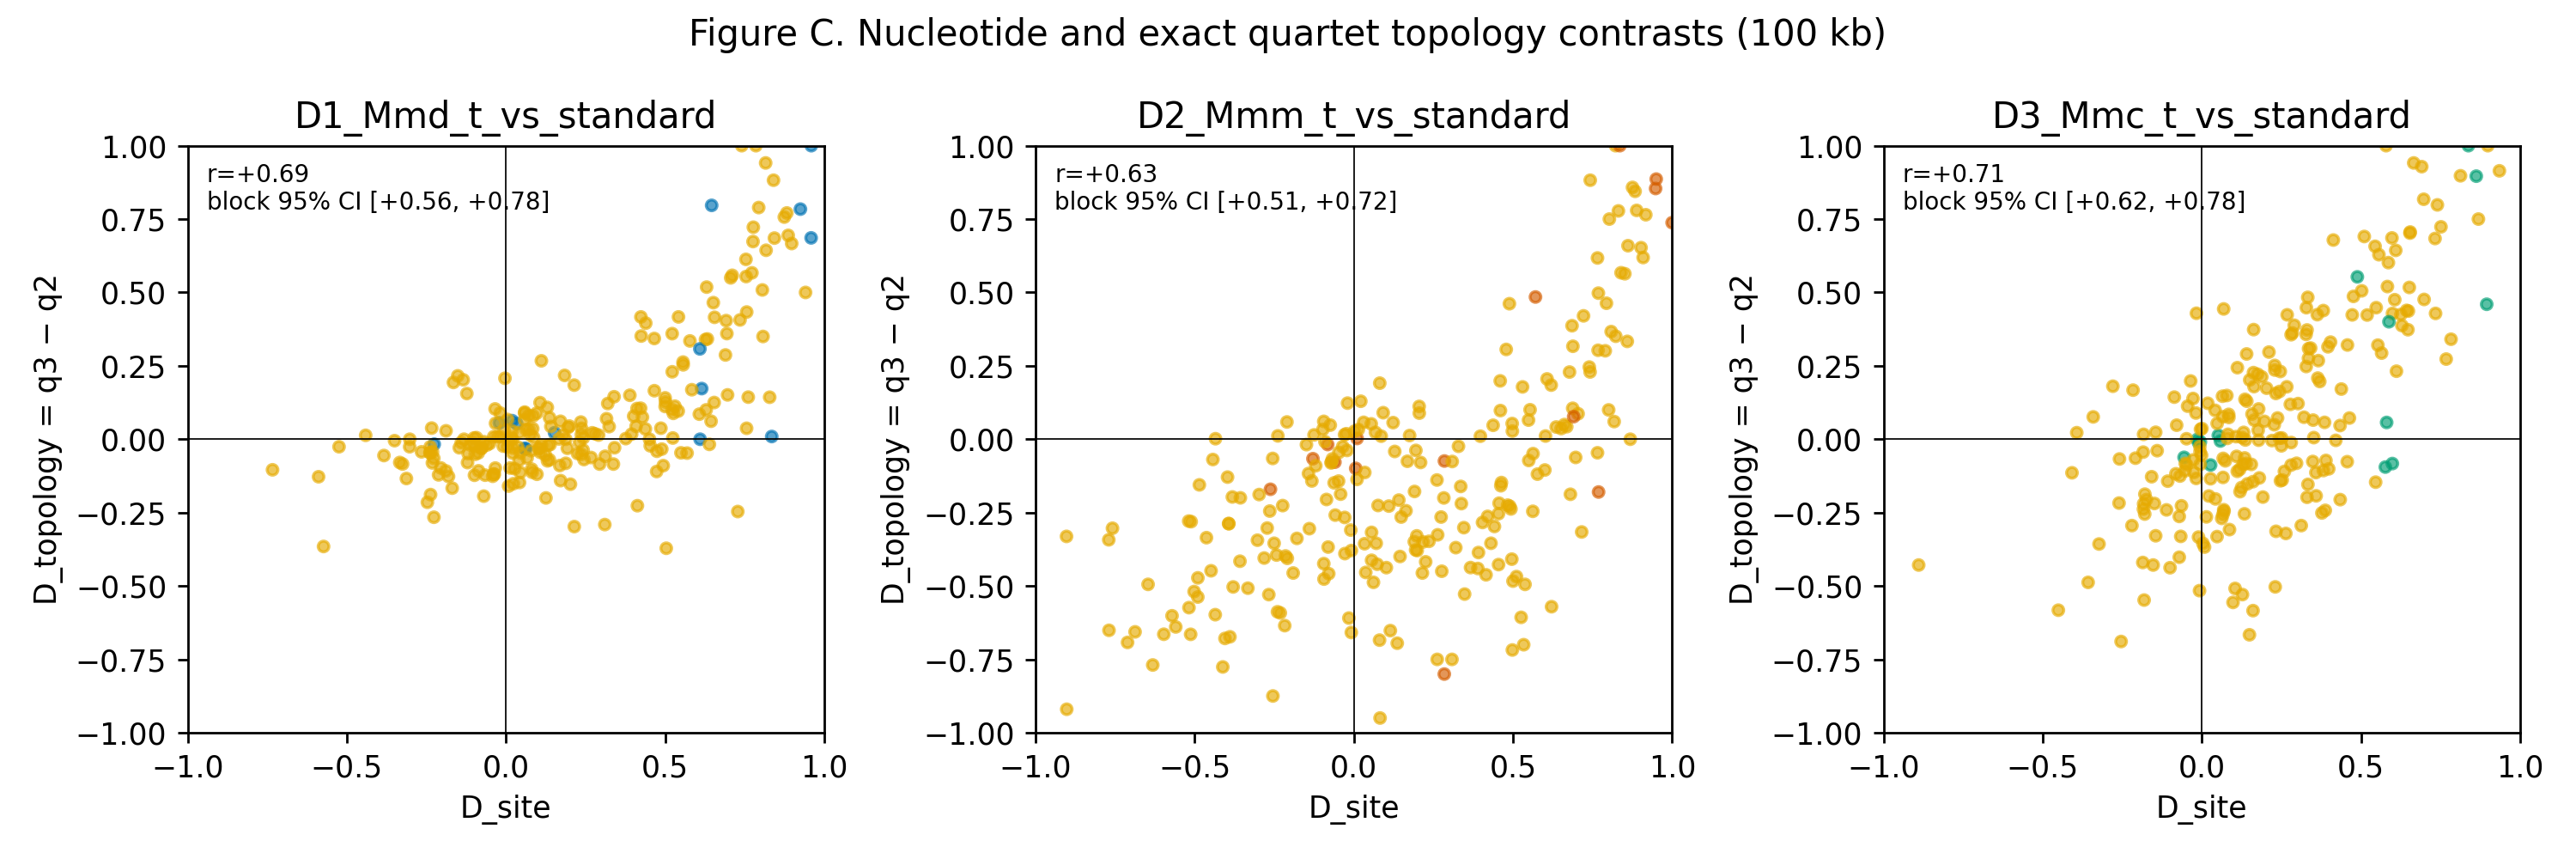 Figure C. Nucleotide and exact quartet topology contrasts (100 kb)
D1_Mmd_t_vs_standard
r=+0.69
block 95% CI [+0.56, +0.78]
D_topology = q3 − q2
1.00
0.75
0.50
0.25
0.00
−0.25
−0.50
−0.75
−1.00
−1.0 −0.5 0.0 0.5 1.0
D_site
D2_Mmm_t_vs_standard
r=+0.63
block 95% CI [+0.51, +0.72]
D_topology = q3 − q2
1.00
0.75
0.50
0.25
0.00
−0.25
−0.50
−0.75
−1.00
−1.0 −0.5 0.0 0.5 1.0
D_site
D3_Mmc_t_vs_standard
r=+0.71
block 95% CI [+0.62, +0.78]
D_topology = q3 − q2
1.00
0.75
0.50
0.25
0.00
−0.25
−0.50
−0.75
−1.00
−1.0 −0.5 0.0 0.5 1.0
D_site